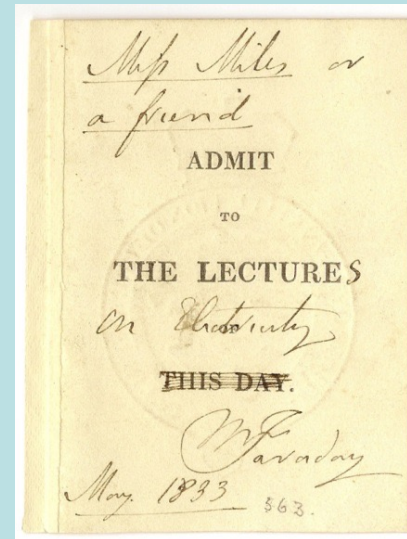 Miss Miles or
a friend
ADMIT
TO
THE LECTURES
on Electricity
THIS DAY.
M Faraday
May 1833 563.